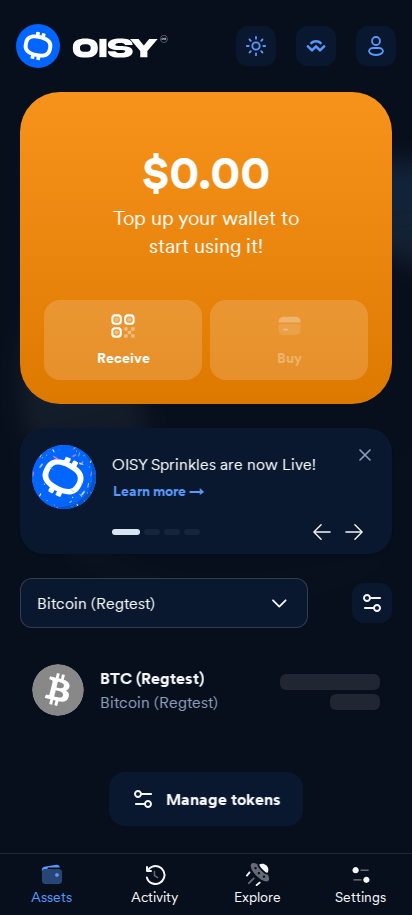 OISY
$0.00
Top up your wallet to
start using it!
Receive
Buy
OISY Sprinkles are now Live!
Learn more →
Bitcoin (Regtest)
BTC (Regtest)
Bitcoin (Regtest)
Manage tokens
Assets
Activity
Explore
Settings